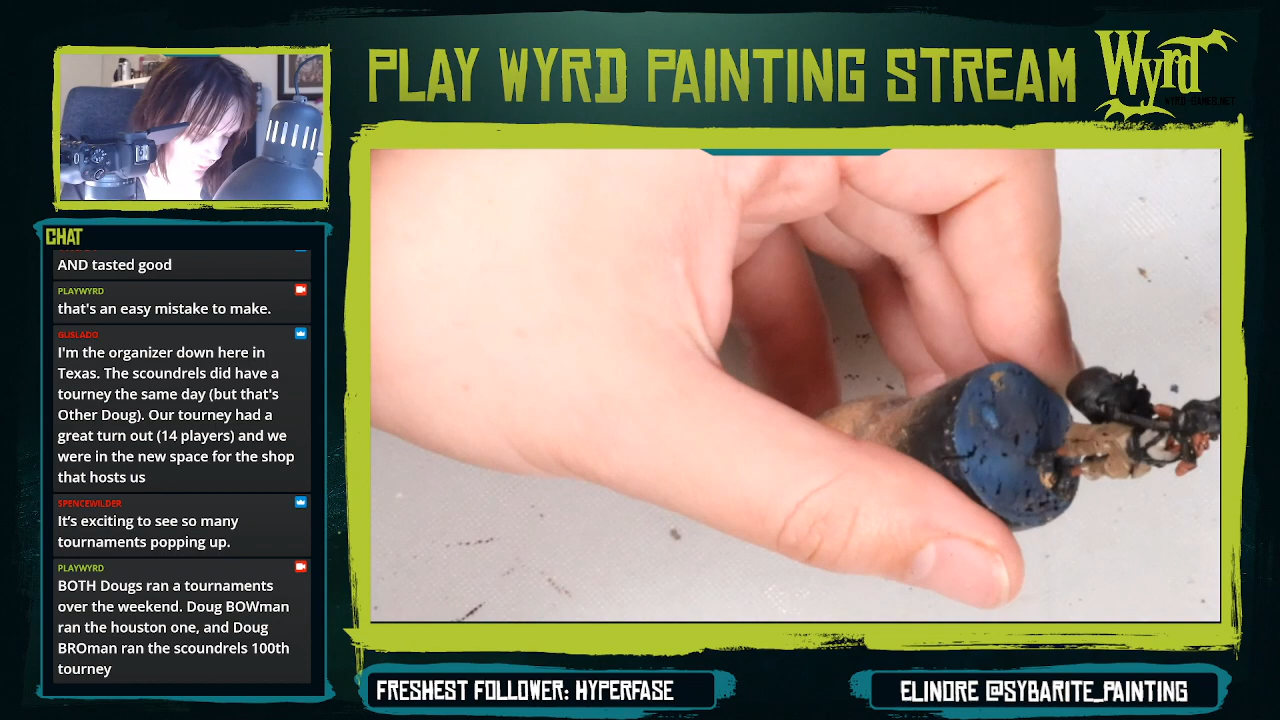 PLAY WYRD PAINTING STREAM
Wyrd
WYRD-GAMES.NET
CHAT
AND tasted good
PLAYWYRD
that's an easy mistake to make.
GUSLADO
I'm the organizer down here in
Texas. The scoundrels did have a
tourney the same day (but that's
Other Doug). Our tourney had a
great turn out (14 players) and we
were in the new space for the shop
that hosts us
SPENCEWILDER
It's exciting to see so many
tournaments popping up.
PLAYWYRD
BOTH Dougs ran a tournaments
over the weekend. Doug BOWman
ran the houston one, and Doug
BROman ran the scoundrels 100th
tourney
FRESHEST FOLLOWER: HYPERFASE
ELINORE @SYBARITE_PAINTING